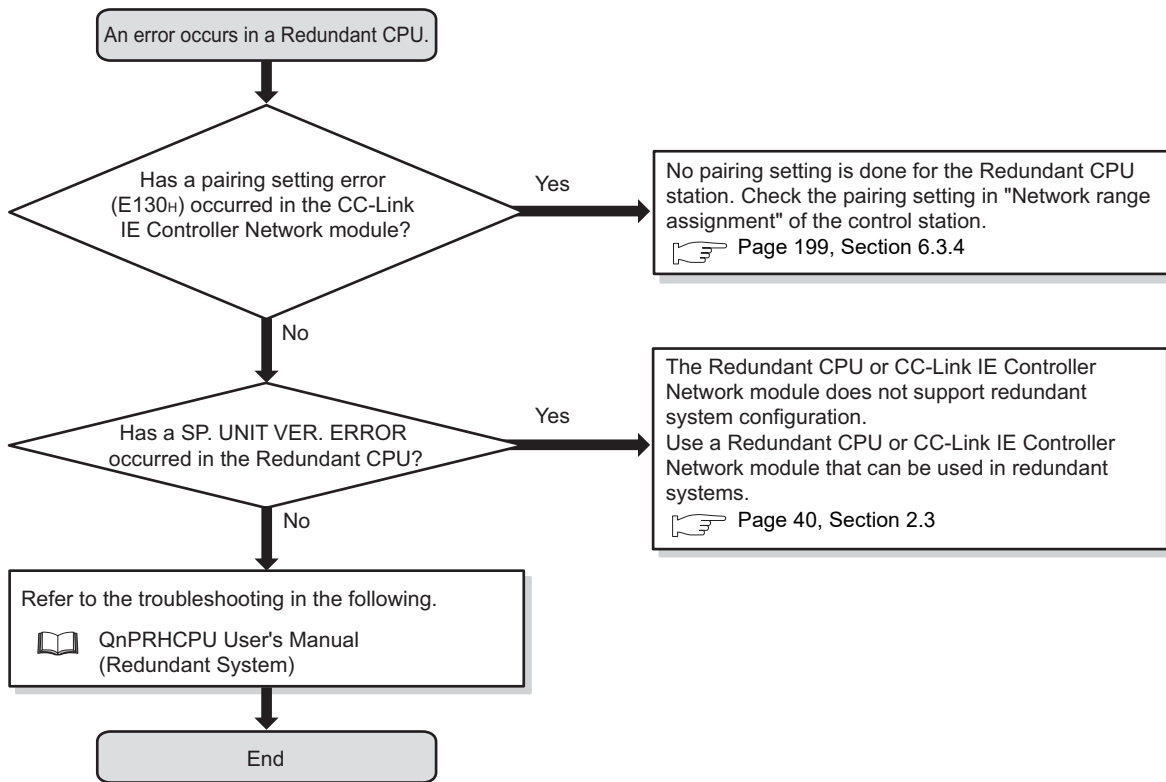 An error occurs in a Redundant CPU.
Has a pairing setting error
(E130H) occurred in the CC-Link
IE Controller Network module?
Yes
No pairing setting is done for the Redundant CPU
station. Check the pairing setting in "Network range
assignment" of the control station.
Page 199, Section 6.3.4
No
Has a SP. UNIT VER. ERROR
occurred in the Redundant CPU?
Yes
The Redundant CPU or CC-Link IE Controller
Network module does not support redundant
system configuration.
Use a Redundant CPU or CC-Link IE Controller
Network module that can be used in redundant
systems.
Page 40, Section 2.3
No
Refer to the troubleshooting in the following.
QnPRHCPU User's Manual
(Redundant System)
End